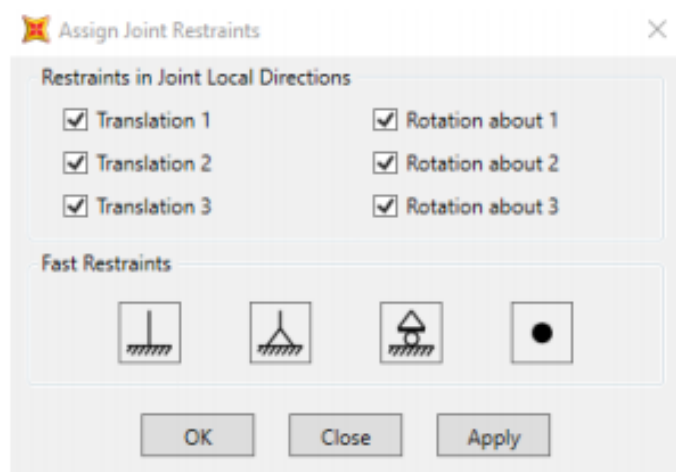 Assign Joint Restraints
Restraints in Joint Local Directions
Translation 1
Rotation about 1
Translation 2
Rotation about 2
Translation 3
Rotation about 3
Fast Restraints
OK
Close
Apply